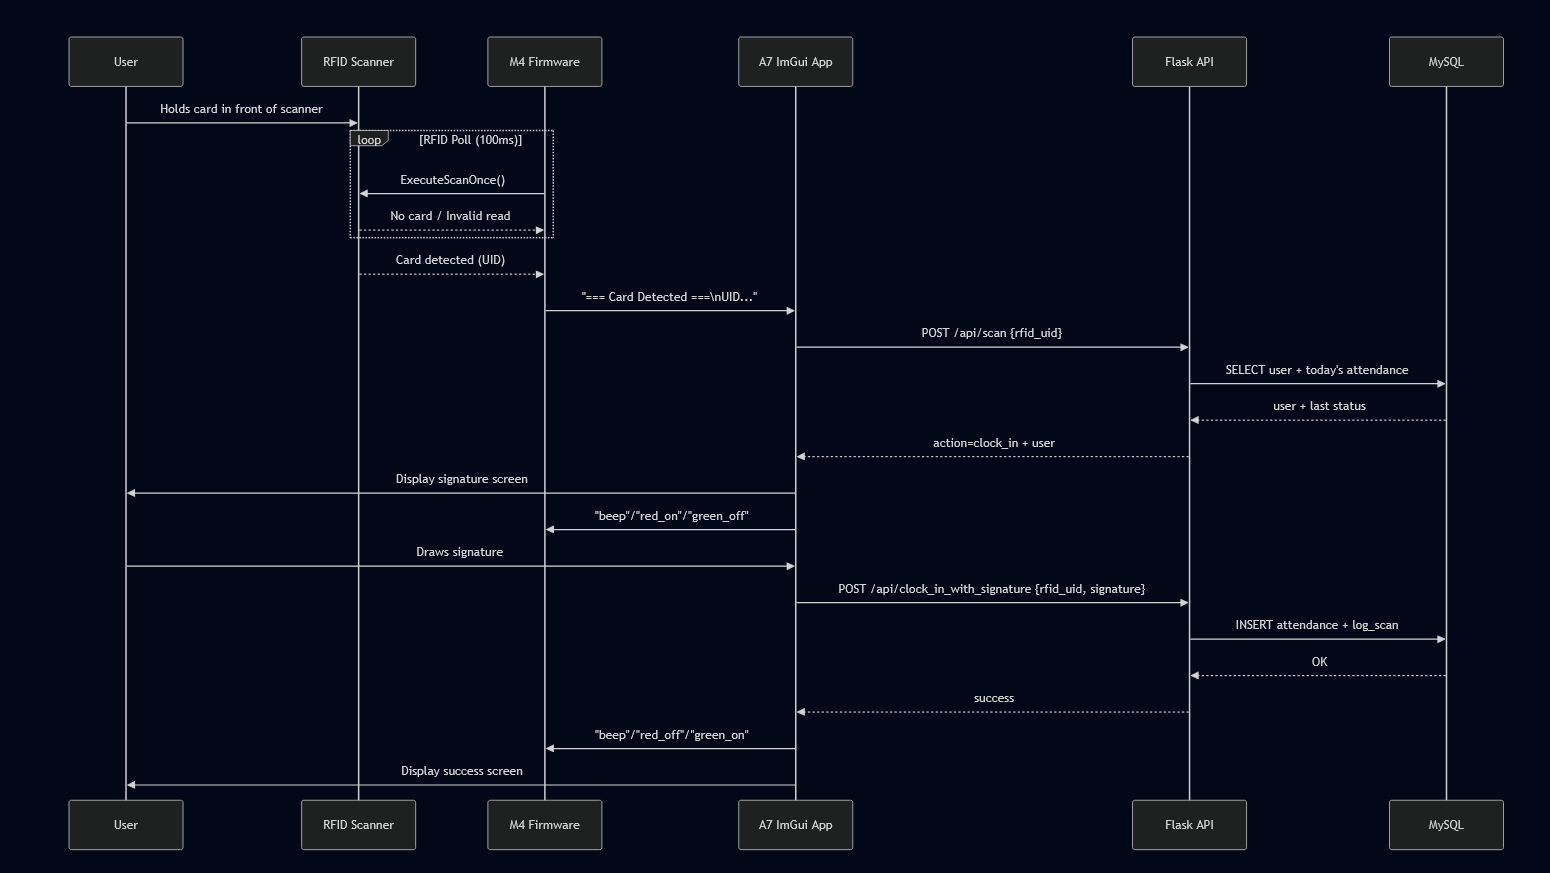 User
RFID Scanner
M4 Firmware
A7 ImGui App
Flask API
MySQL
Holds card in front of scanner
loop
[RFID Poll (100ms)]
ExecuteScanOnce()
No card / Invalid read
Card detected (UID)
"=== Card Detected ===\nUID..."
POST /api/scan {rfid_uid}
SELECT user + today's attendance
user + last status
action=clock_in + user
Display signature screen
"beep"/"red_on"/"green_off"
Draws signature
POST /api/clock_in_with_signature {rfid_uid, signature}
INSERT attendance + log_scan
OK
success
"beep"/"red_off"/"green_on"
Display success screen
User
RFID Scanner
M4 Firmware
A7 ImGui App
Flask API
MySQL